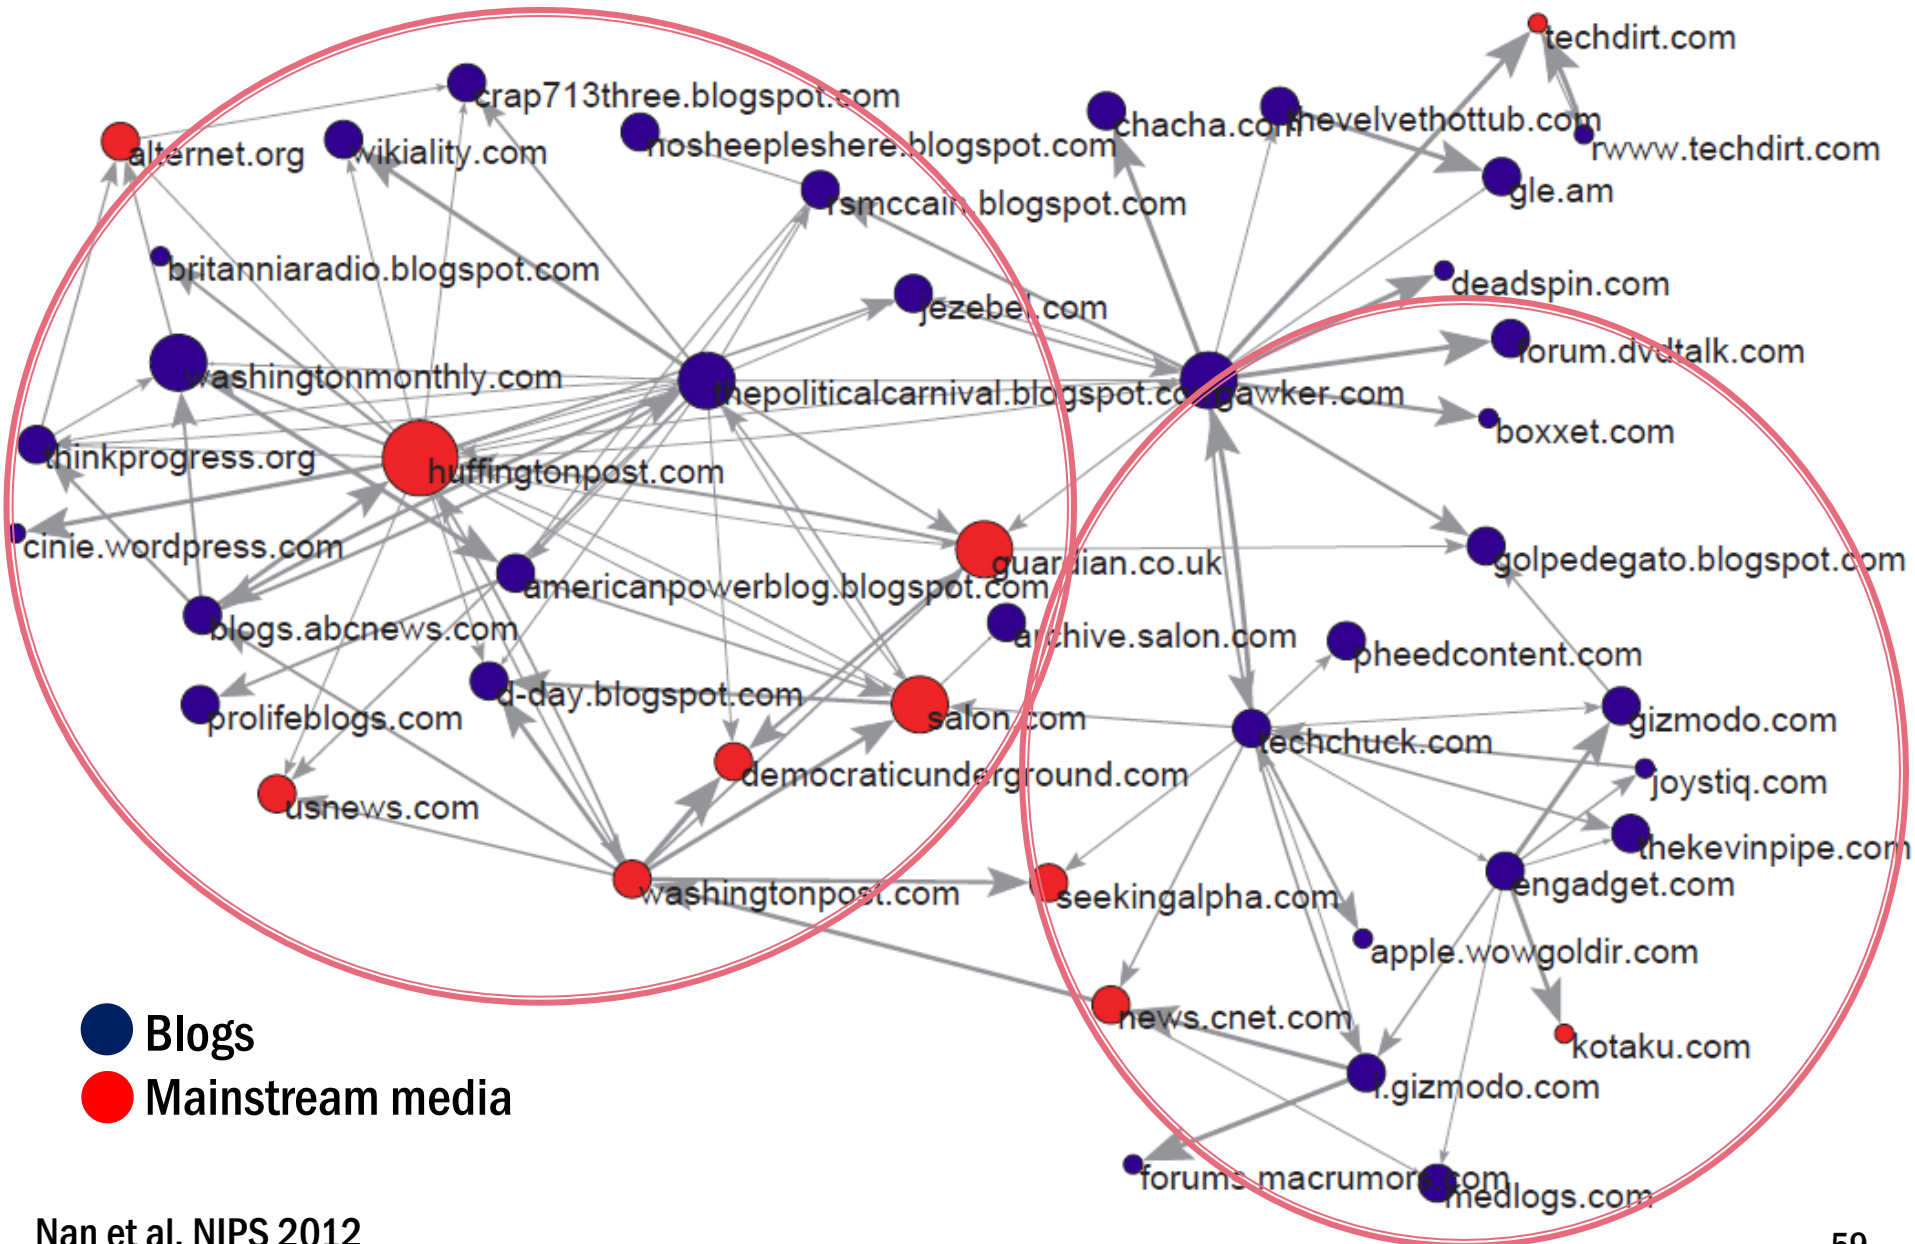 techdirt.com
crap713three.blogspot.com
chacha.com
thevelvethottub.com
alternet.org
wikiality.com
nosheepleshere.blogspot.com
rwww.techdirt.com
rsmccain.blogspot.com
gle.am
britanniaradio.blogspot.com
deadspin.com
jezebel.com
forum.dvdtalk.com
washingtonmonthly.com
thepoliticalcarnival.blogspot.com
gawker.com
boxxet.com
thinkprogress.org
huffingtonpost.com
cinie.wordpress.com
guardian.co.uk
golpedegato.blogspot.com
americanpowerblog.blogspot.com
blogs.abcnews.com
archive.salon.com
pheedcontent.com
d-day.blogspot.com
prolifeblogs.com
salon.com
gizmodo.com
techchuck.com
democraticunderground.com
joystiq.com
usnews.com
thekevinpipe.com
washingtonpost.com
seekingalpha.com
engadget.com
apple.wowgoldir.com
news.cnet.com
Blogs
kotaku.com
i.gizmodo.com
Mainstream media
forums.macrumors.com
medlogs.com
Nan et al. NIPS 2012
59